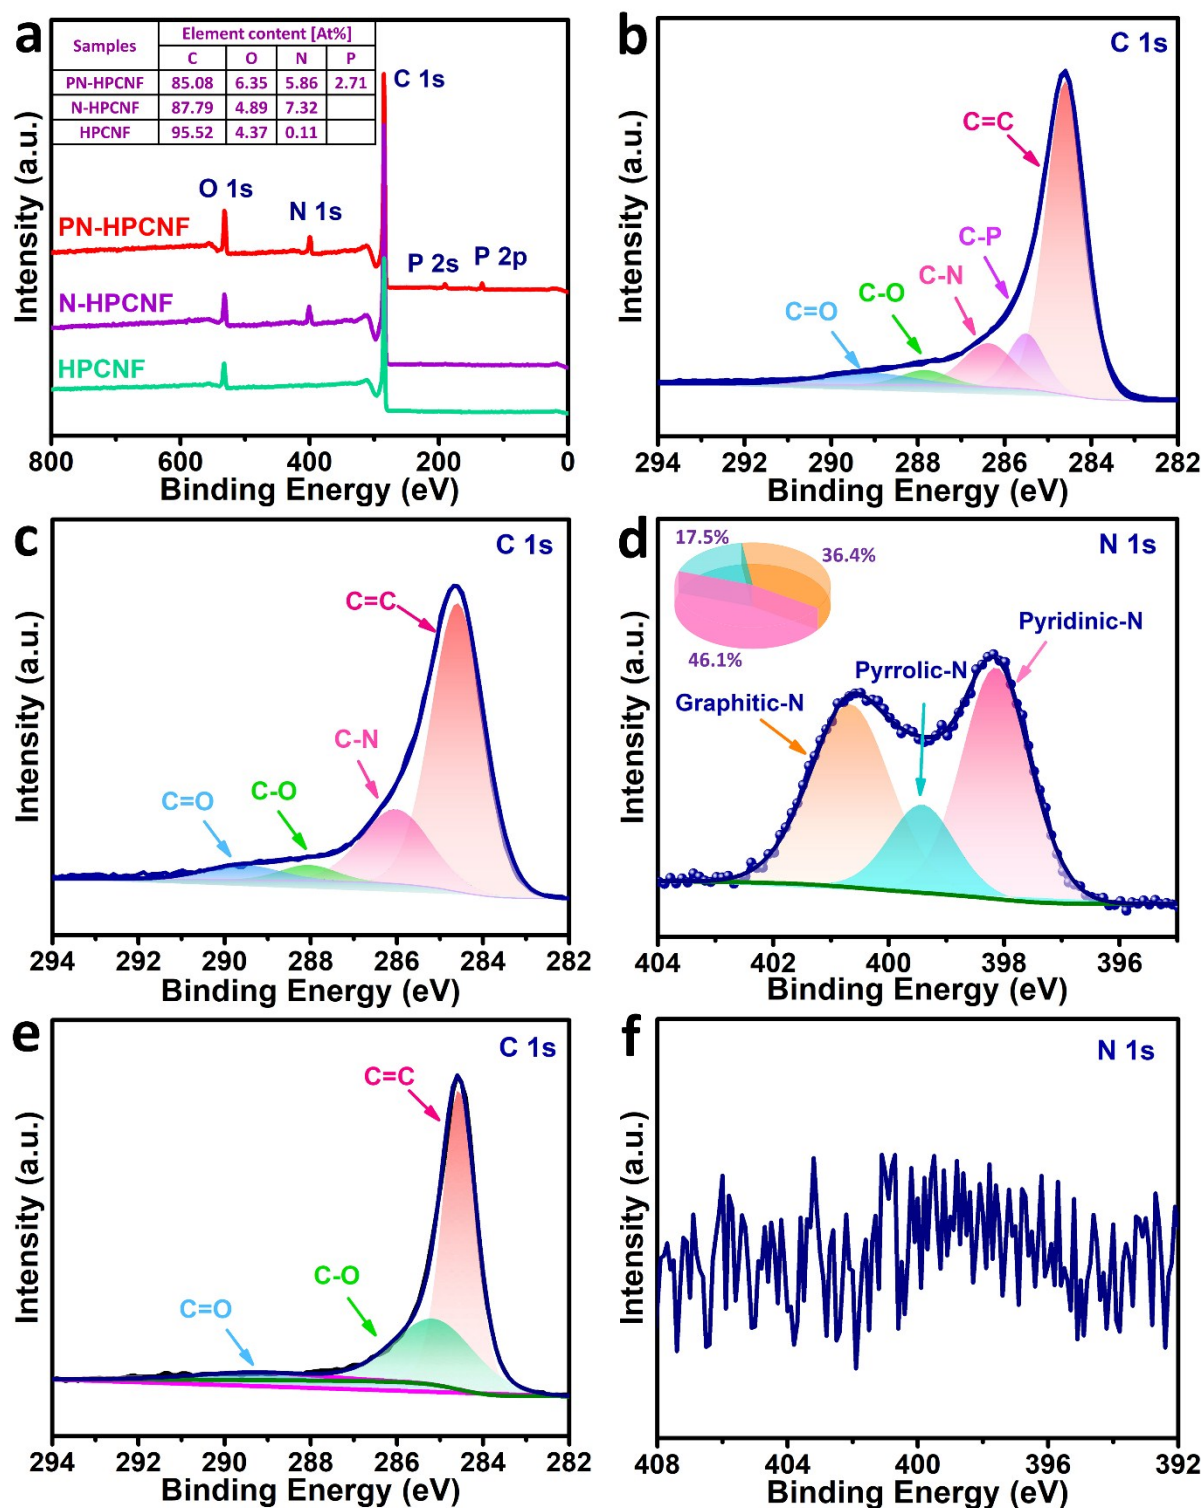 a
Samples Element content [At%]
C O N P
PN-HPCNF 85.08 6.35 5.86 2.71
N-HPCNF 87.79 4.89 7.32
HPCNF 95.52 4.37 0.11
C 1s
O 1s
N 1s
PN-HPCNF
P 2s
P 2p
N-HPCNF
HPCNF
Intensity (a.u.)
800 600 400 200 0
Binding Energy (eV)
b
C 1s
C=C
C-P
C-N
C-O
C=O
Intensity (a.u.)
294 292 290 288 286 284 282
Binding Energy (eV)
c
C 1s
C=C
C-N
C-O
C=O
Intensity (a.u.)
294 292 290 288 286 284 282
Binding Energy (eV)
d
N 1s
17.5%
36.4%
46.1%
Pyridinic-N
Pyrrolic-N
Graphitic-N
Intensity (a.u.)
404 402 400 398 396
Binding Energy (eV)
e
C 1s
C=C
C-O
C=O
Intensity (a.u.)
294 292 290 288 286 284 282
Binding Energy (eV)
f
N 1s
Intensity (a.u.)
408 404 400 396 392
Binding Energy (eV)